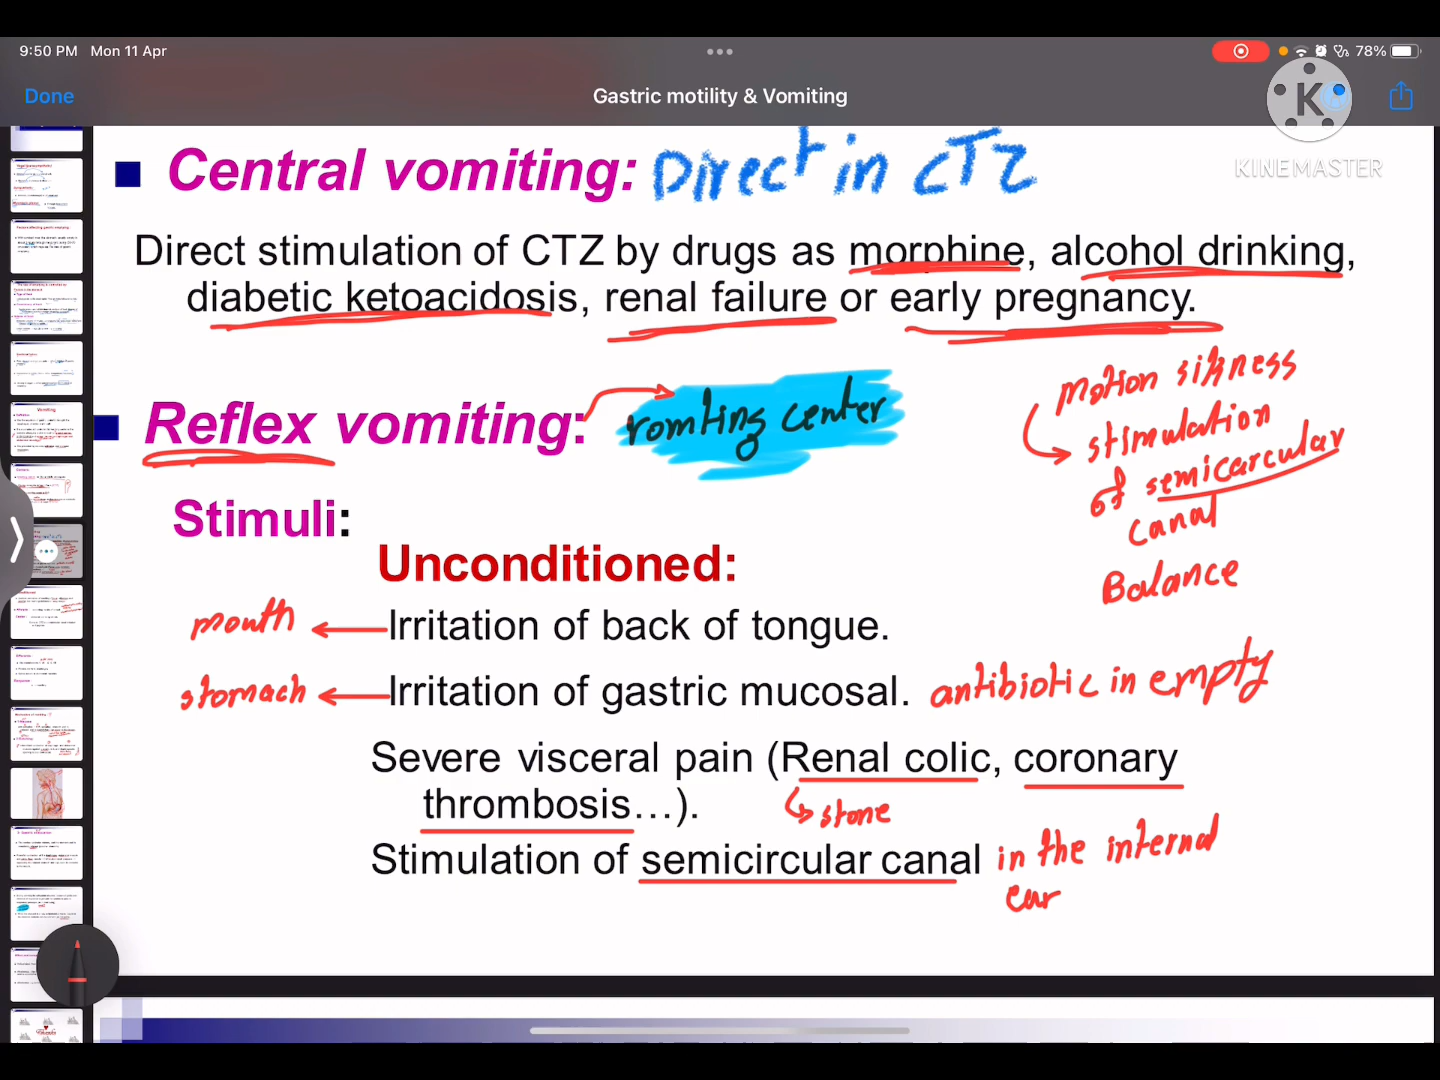 9:50 PM Mon 11 Apr
78%
Done
Gastric motility & Vomiting
K
KINEMASTER
Central vomiting: Direct in CTZ
Direct stimulation of CTZ by drugs as morphine, alcohol drinking,
diabetic ketoacidosis, renal failure or early pregnancy.
motion sikness
Reflex vomiting: vomting center
stimulation
of semicarcular
canal
Stimuli:
Unconditioned:
Balance
mouth Irritation of back of tongue.
stomach Irritation of gastric mucosal. antibiotic in empty
Severe visceral pain (Renal colic, coronary
thrombosis...).
stone
Stimulation of semicircular canal in the internal
ear